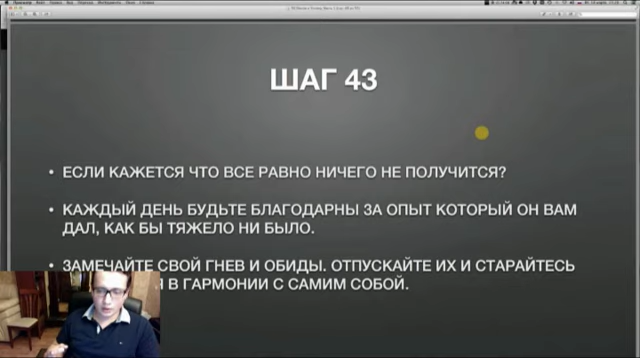 ШАГ 43
• ЕСЛИ КАЖЕТСЯ ЧТО ВСЕ РАВНО НИЧЕГО НЕ ПОЛУЧИТСЯ?
• КАЖДЫЙ ДЕНЬ БУДЬТЕ БЛАГОДАРНЫ ЗА ОПЫТ КОТОРЫЙ ОН ВАМ
ДАЛ, КАК БЫ ТЯЖЕЛО НИ БЫЛО.
• ЗАМЕЧАЙТЕ СВОЙ ГНЕВ И ОБИДЫ. ОТПУСКАЙТЕ ИХ И СТАРАЙТЕСЬ
В ГАРМОНИИ С САМИМ СОБОЙ.